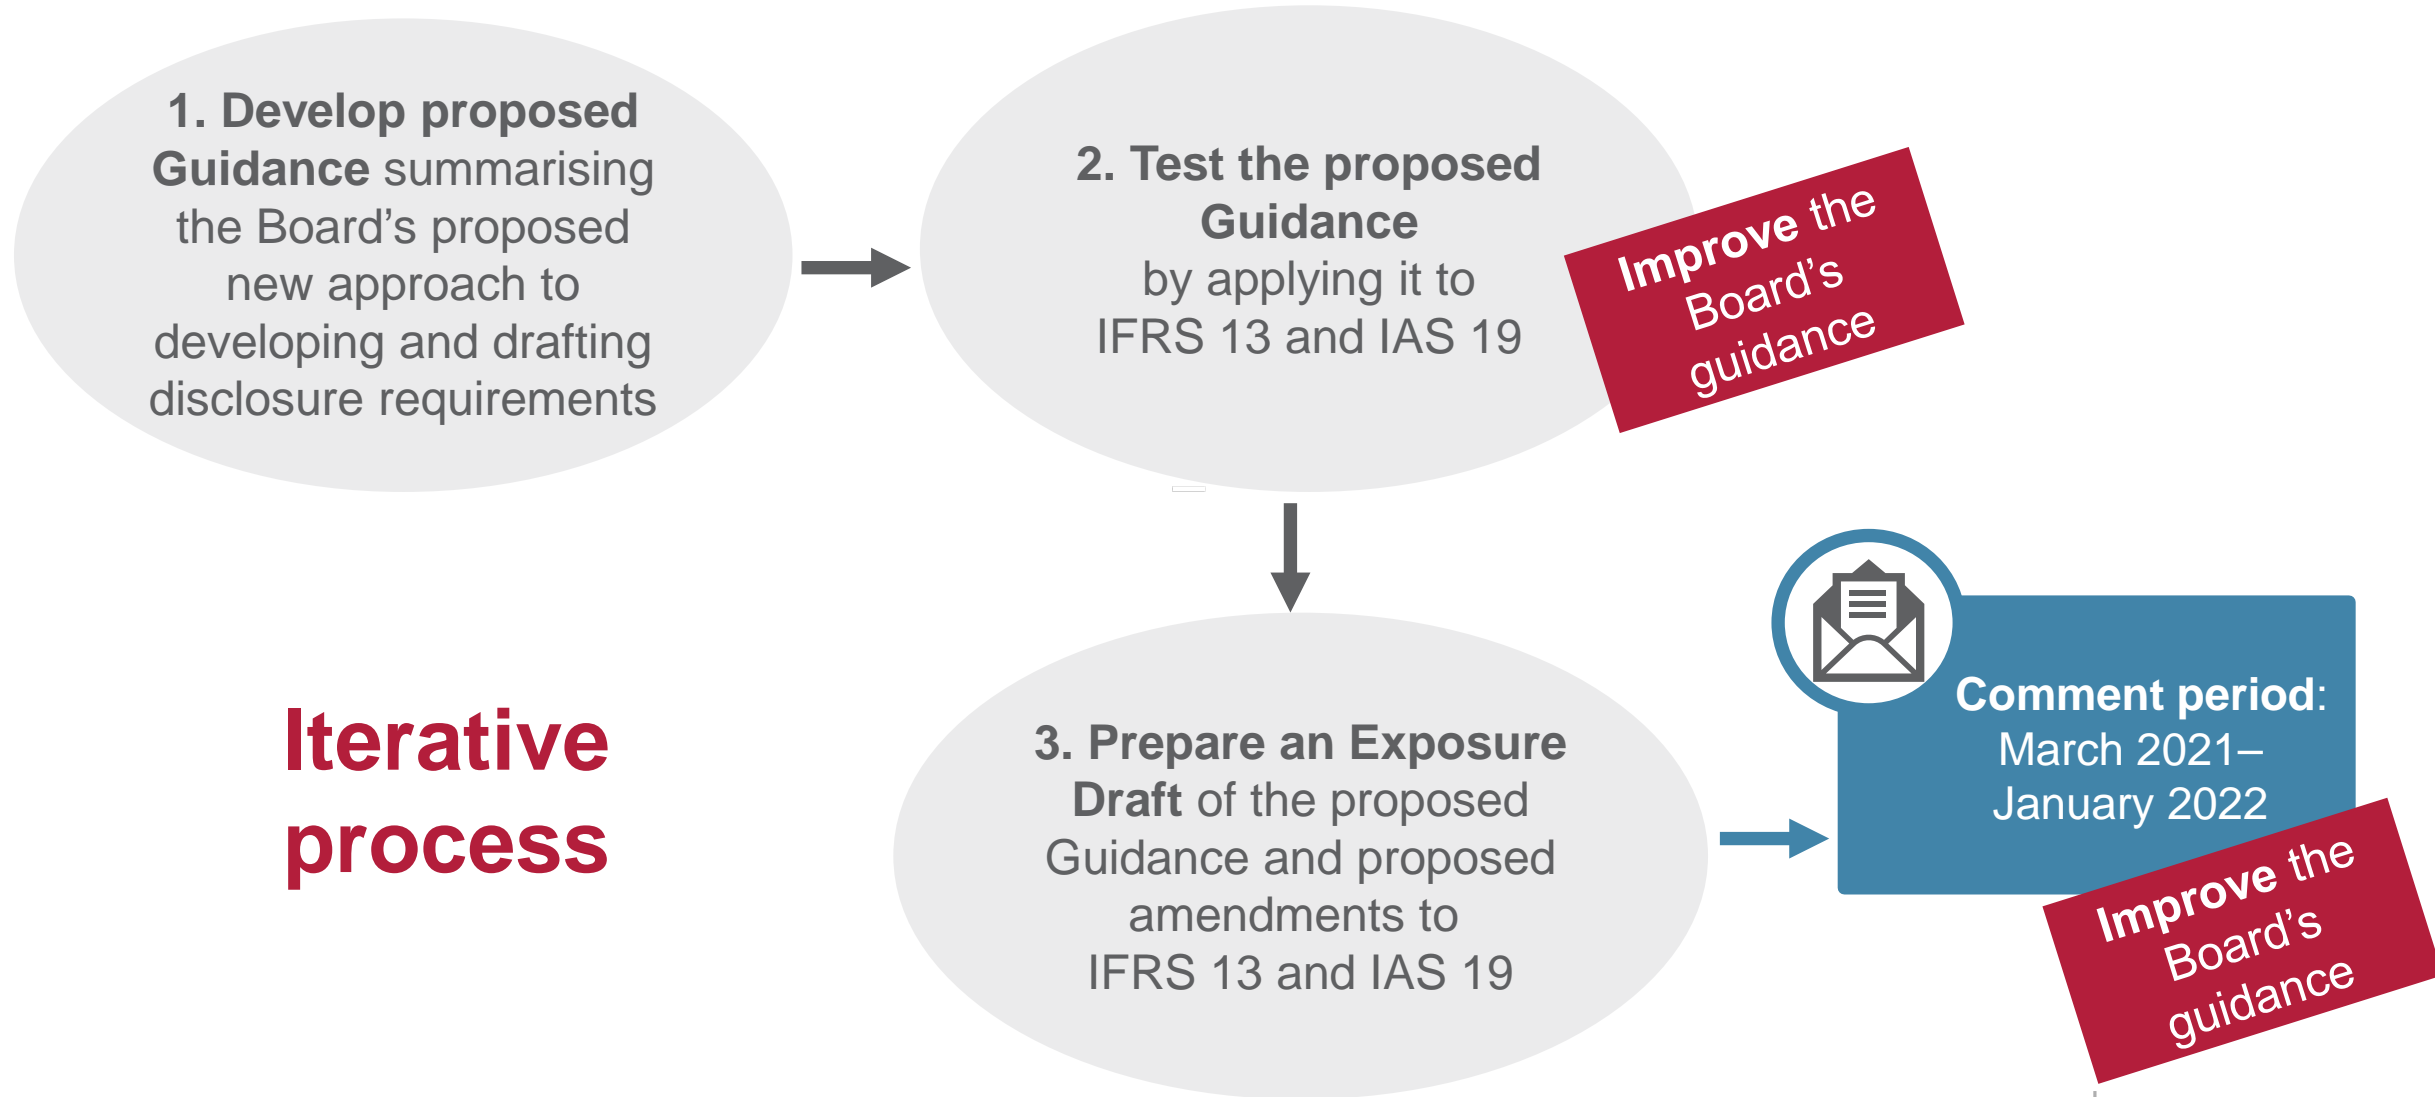 1. Develop proposed
Guidance summarising
the Board’s proposed
new approach to
developing and drafting
disclosure requirements
2. Test the proposed
Guidance
by applying it to
IFRS 13 and IAS 19
Improve the
Board’s
guidance
Iterative
process
3. Prepare an Exposure
Draft of the proposed
Guidance and proposed
amendments to
IFRS 13 and IAS 19
Comment period:
March 2021–
January 2022
Improve the
Board’s
guidance